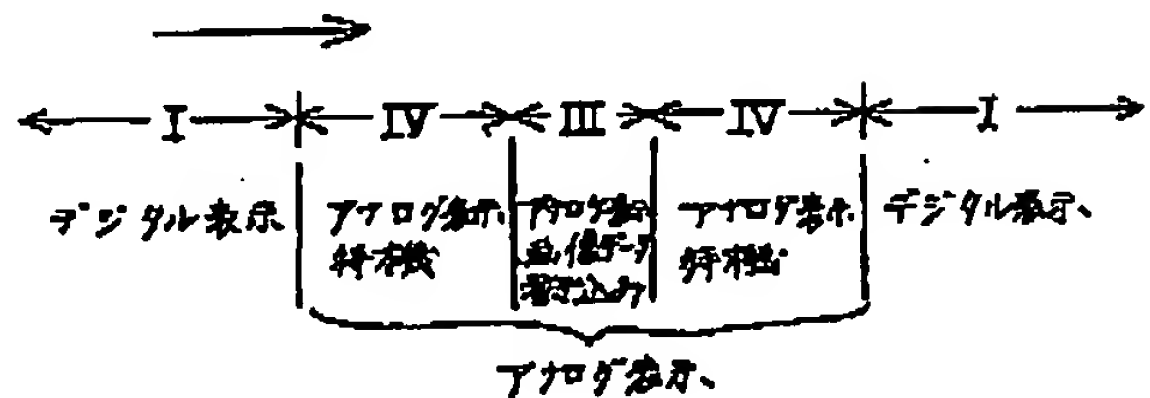 I IV III IV I
デジタル表示
アナログ表示
待機
アナログ表示
画像データ
書き込み
アナログ表示
待機
デジタル表示
アナログ表示